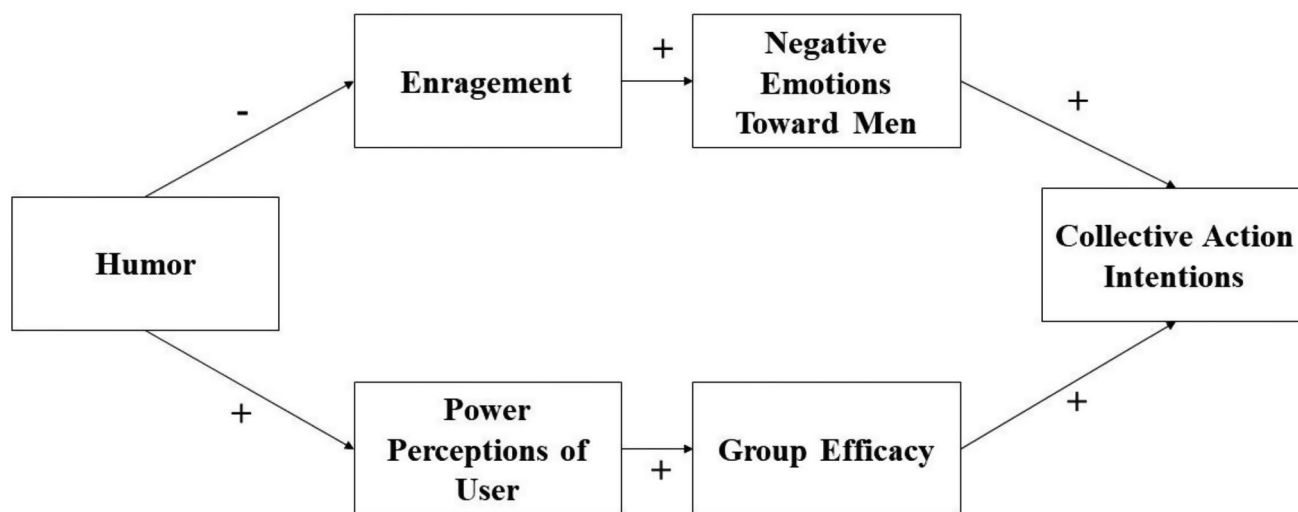 +
Negative
Enragement
Emotions
Toward Men
-
+
Humor
Collective Action
Intentions
+
Power
Perceptions of
User
+
Group Efficacy
+